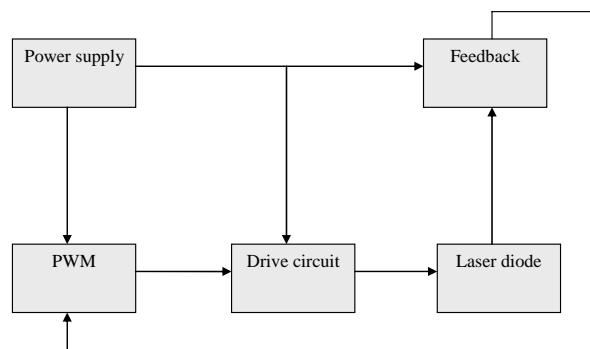 Power supply
Feedback
PWM
Drive circuit
Laser diode